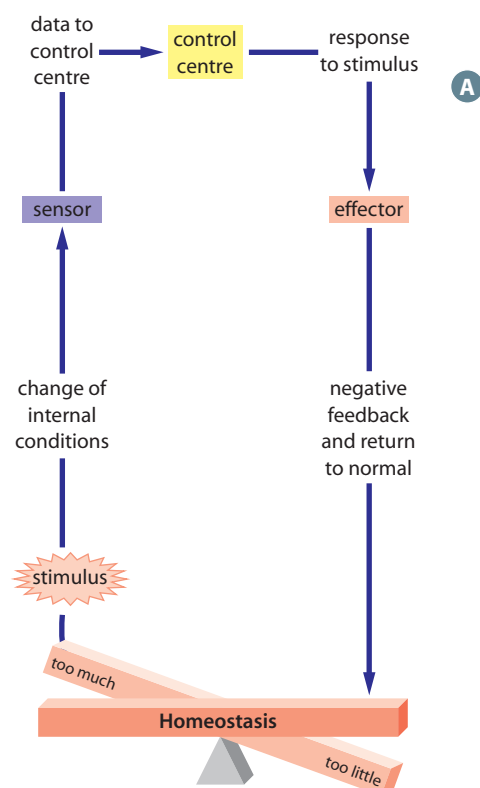 data to
control
centre
control
centre
response
to stimulus
A
sensor
effector
change of
internal
conditions
negative
feedback
and return
to normal
stimulus
too much
Homeostasis
too little